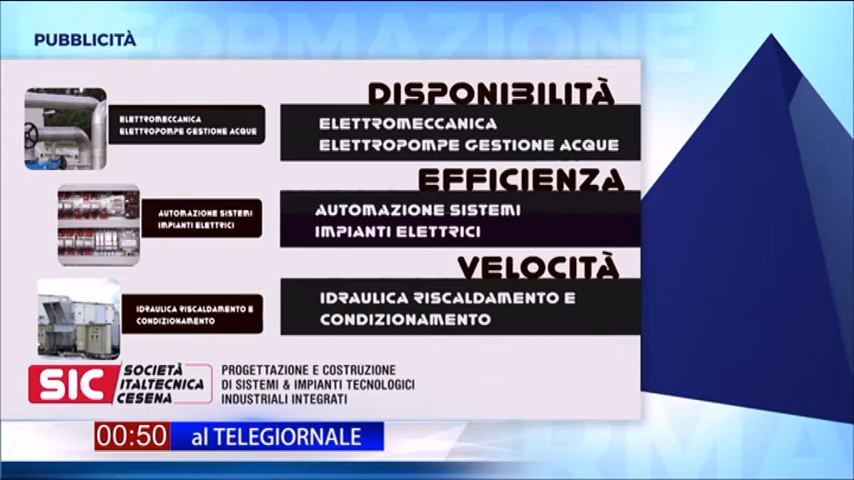 INFORMAZIONE
PUBBLICITÀ
DISPONIBILITÀ
ELETTROMECCANICA
ELETTROPOMPE GESTIONE ACQUE
ELETTROMECCANICA
ELETTROPOMPE GESTIONE ACQUE
EFFICIENZA
AUTOMAZIONE SISTEMI
IMPIANTI ELETTRICI
AUTOMAZIONE SISTEMI
IMPIANTI ELETTRICI
VELOCITÀ
IDRAULICA RISCALDAMENTO E
CONDIZIONAMENTO
IDRAULICA RISCALDAMENTO E
CONDIZIONAMENTO
SIC
SOCIETÀ
ITALTECNICA
CESENA
PROGETTAZIONE E COSTRUZIONE
DI SISTEMI & IMPIANTI TECNOLOGICI
INDUSTRIALI INTEGRATI
00:50 al TELEGIORNALE